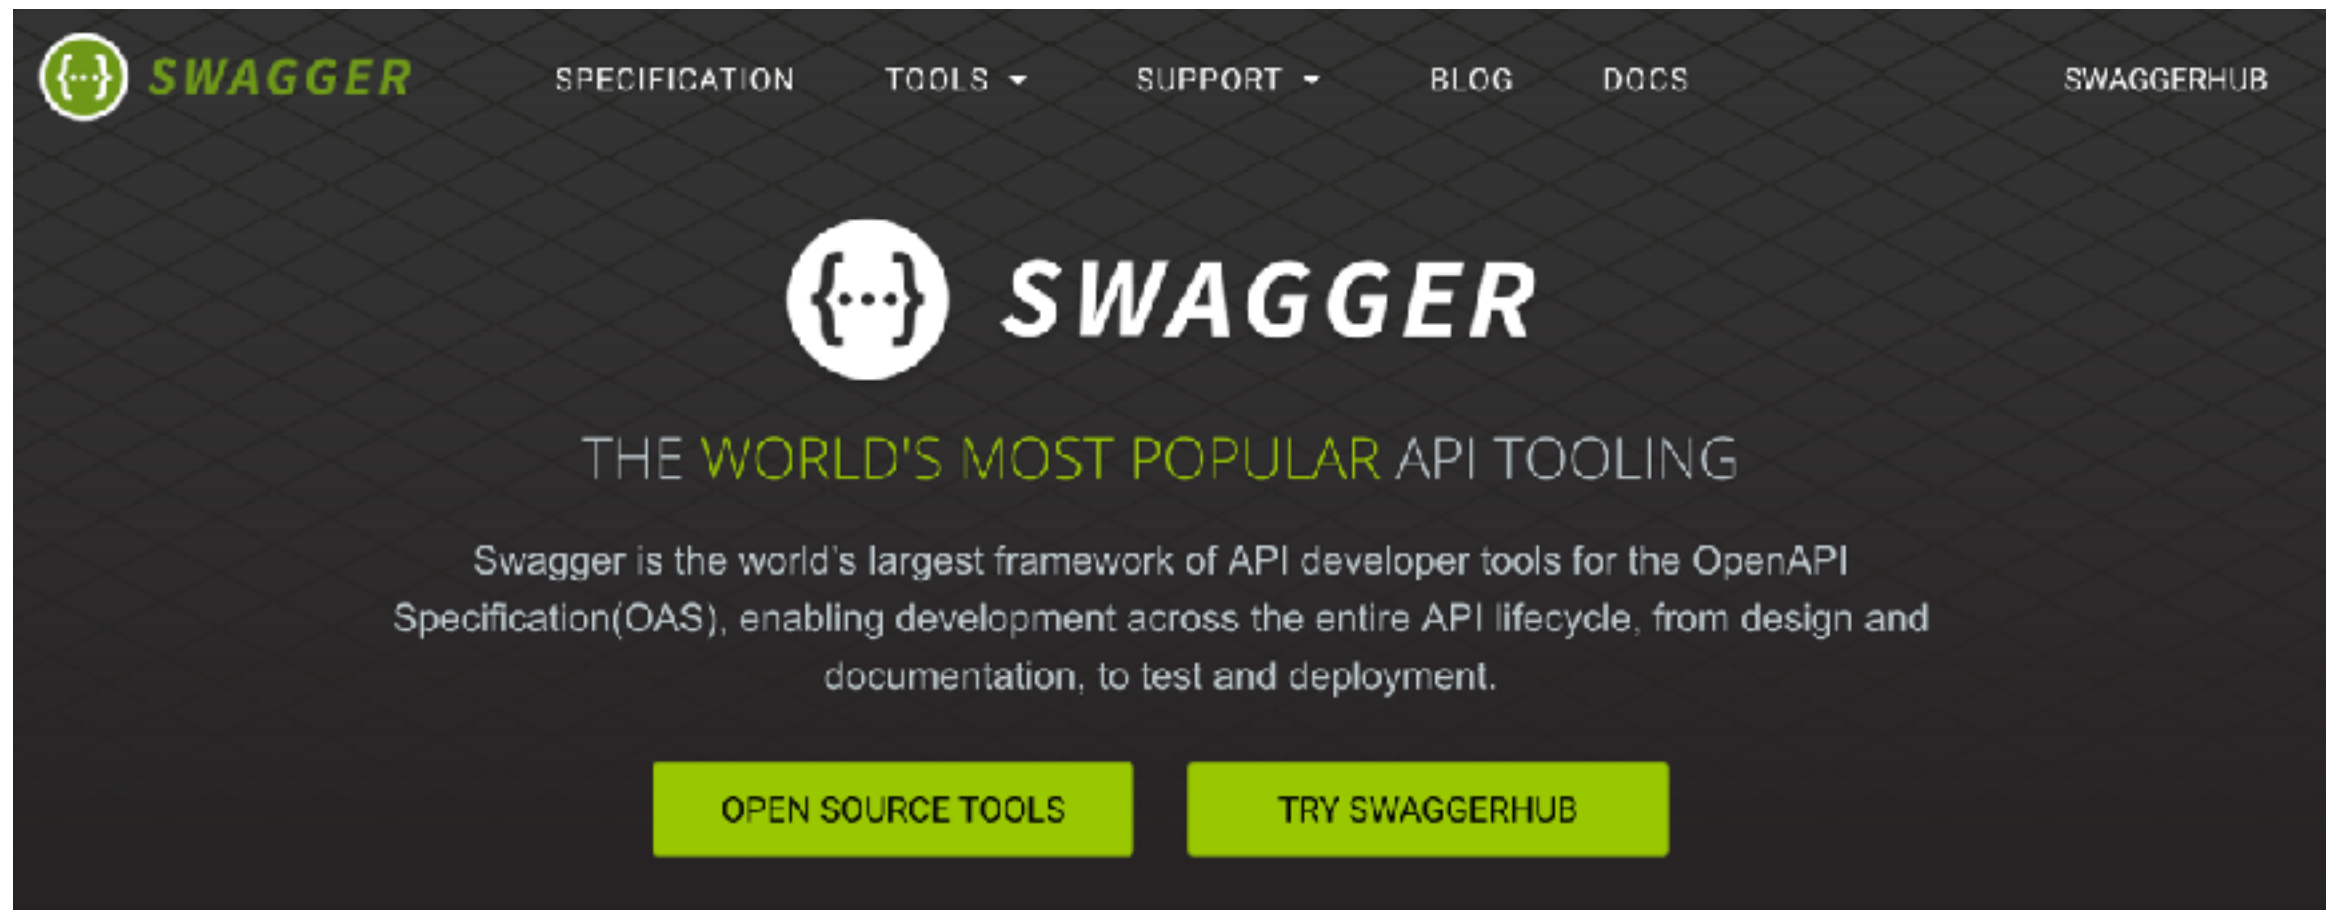 {...} SWAGGER
SPECIFICATION TOOLS SUPPORT BLOG DOCS SWAGGERHUB
{...} SWAGGER
THE WORLD'S MOST POPULAR API TOOLING
Swagger is the world's largest framework of API developer tools for the OpenAPI
Specification(OAS), enabling development across the entire API lifecycle, from design and
documentation, to test and deployment.
OPEN SOURCE TOOLS
TRY SWAGGERHUB